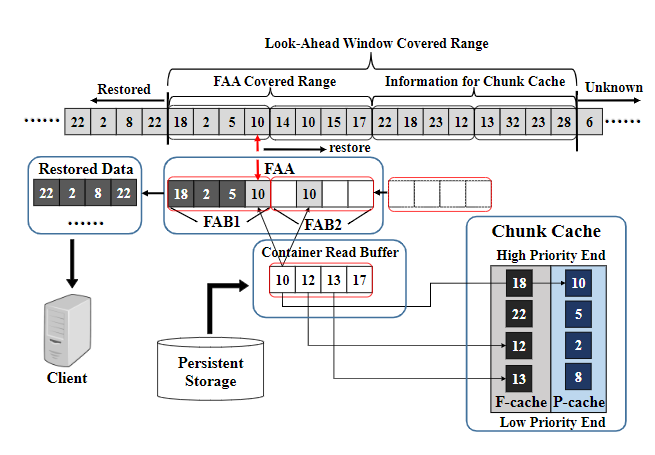 Look-Ahead Window Covered Range
Restored
FAA Covered Range
Information for Chunk Cache
Unknown
...... 22 2 8 22 18 2 5 10 14 10 15 17 22 18 23 12 13 32 23 28 6 ......
restore
Restored Data
22 2 8 22
......
FAA
18 2 5 10 10
FAB1 FAB2
Container Read Buffer
10 12 13 17
Persistent
Storage
Client
Chunk Cache
High Priority End
18 10
22 5
12 2
13 8
F-cache P-cache
Low Priority End